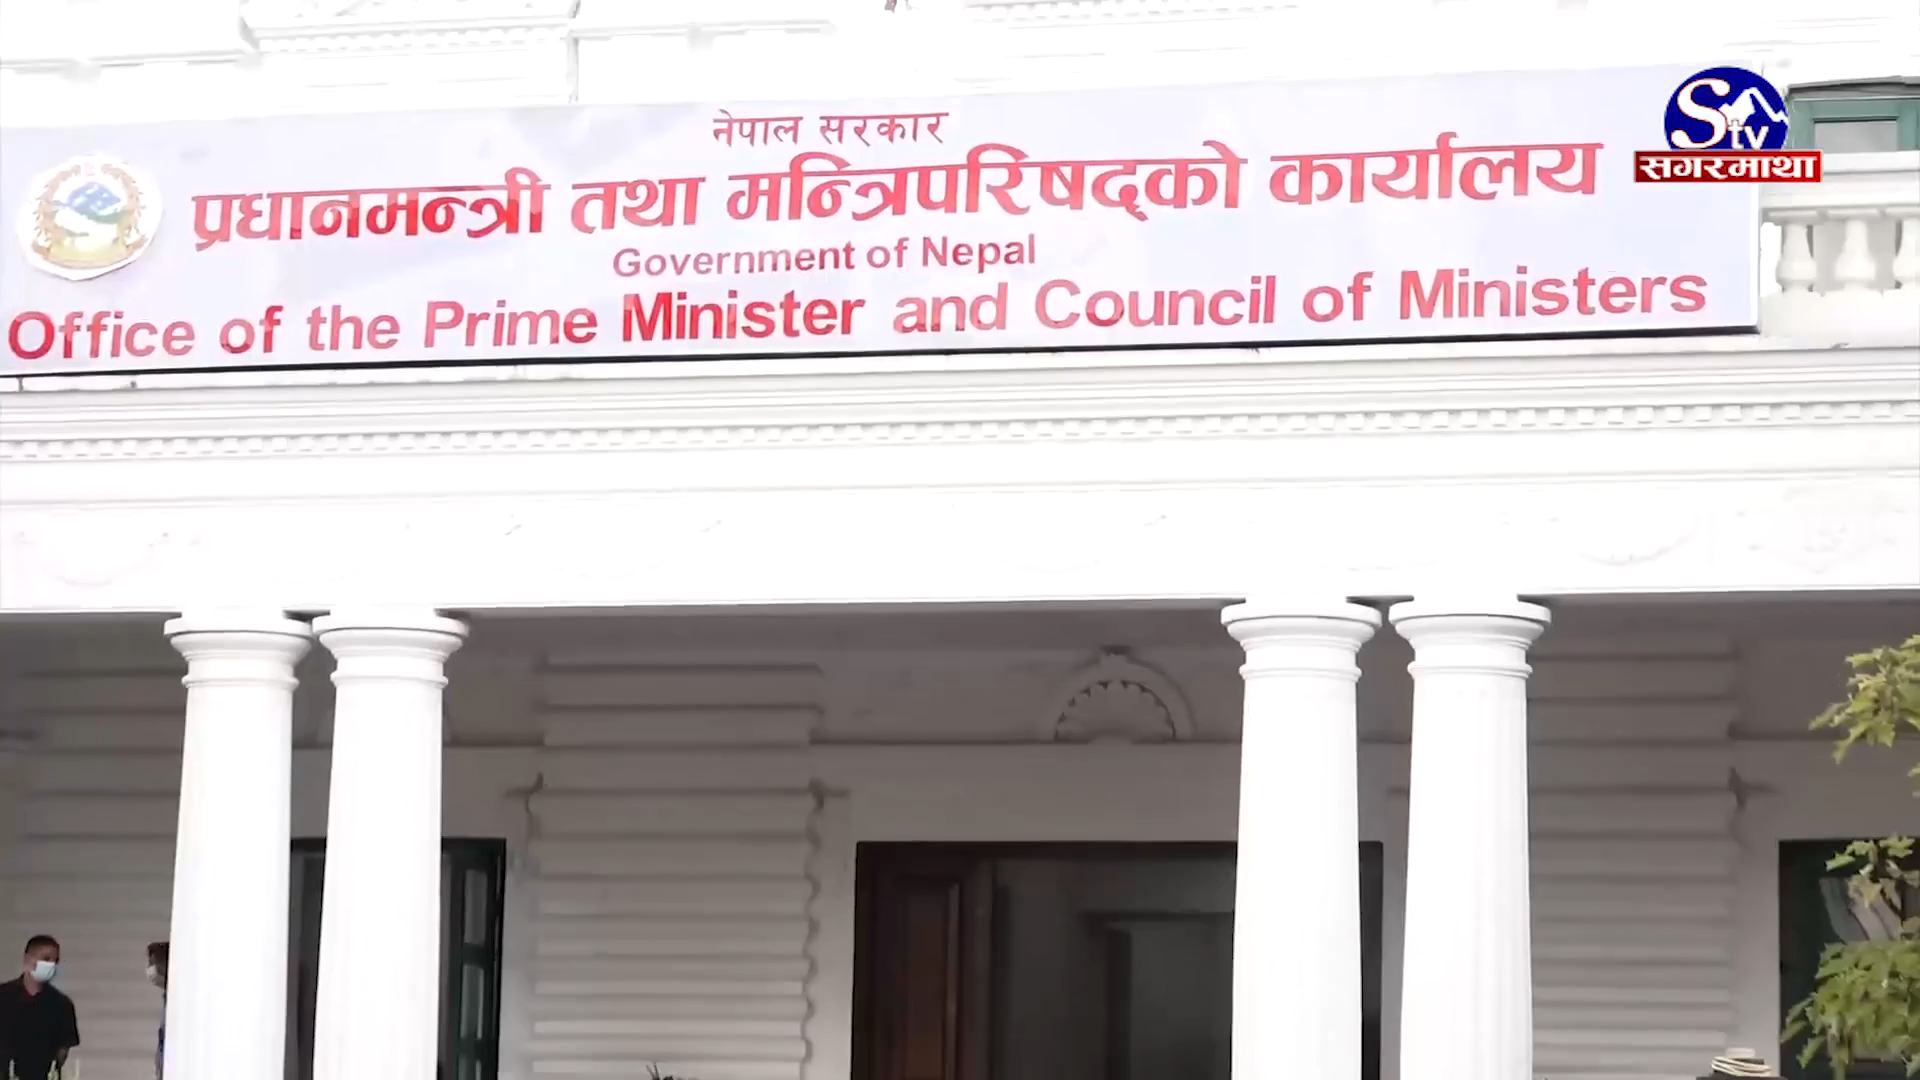 नेपाल सरकार
प्रधानमन्त्री तथा मन्त्रिपरिषद्को कार्यालय
Government of Nepal
Office of the Prime Minister and Council of Ministers
Stv
सगरमाथा